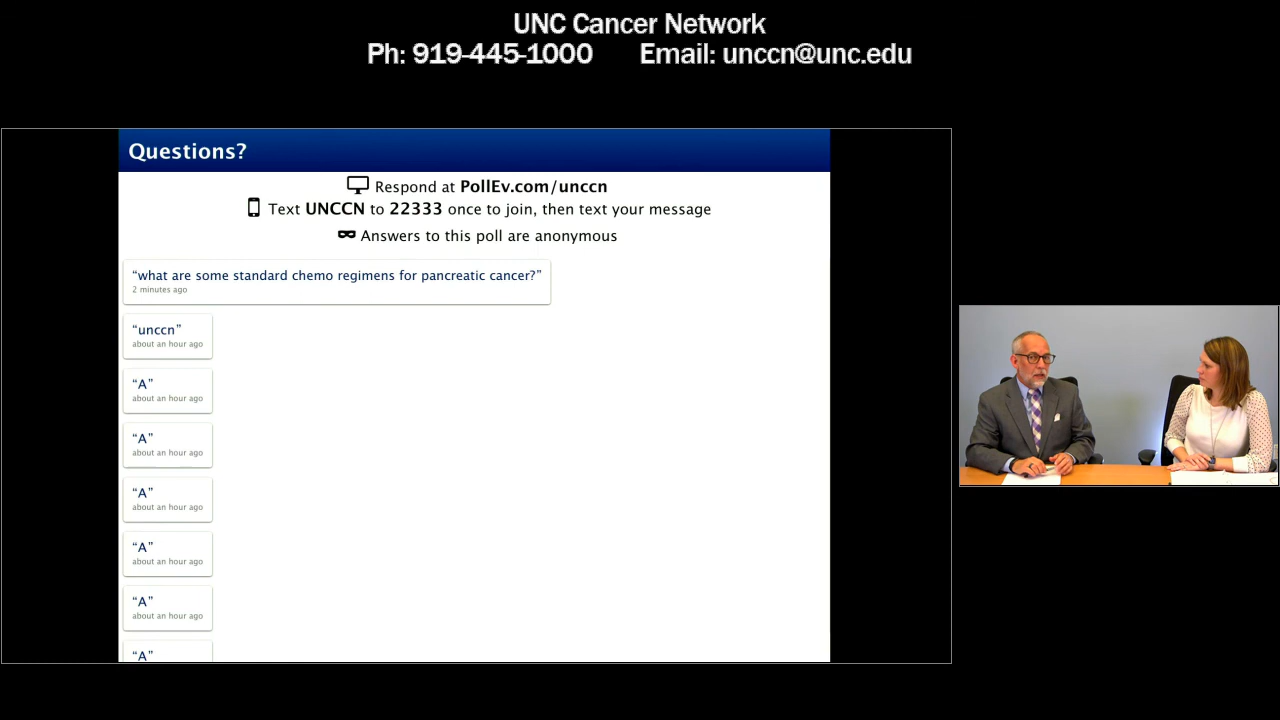 UNC Cancer Network
Ph: 919-445-1000 Email: unccn@unc.edu
Questions?
Respond at PollEv.com/unccn
Text UNCCN to 22333 once to join, then text your message
Answers to this poll are anonymous
“what are some standard chemo regimens for pancreatic cancer?”
2 minutes ago
“unccn”
about an hour ago
“A”
about an hour ago
“A”
about an hour ago
“A”
about an hour ago
“A”
about an hour ago
“A”
about an hour ago
“A”